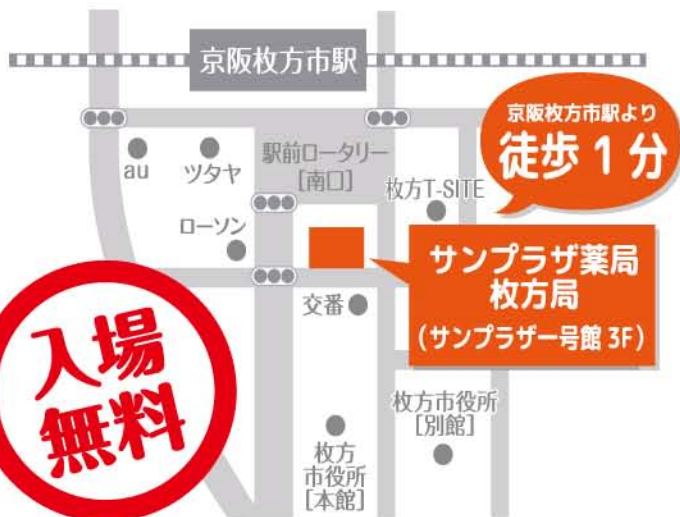 京阪枚方市駅
京阪枚方市駅より
徒歩1分
au
ツタヤ
駅前ロータリー
[南口]
枚方T-SITE
ローソン
サンプラザ薬局
枚方局
(サンプラザ一号館 3F)
交番
入場
無料
枚方市役所
[別館]
枚方
市役所
[本館]